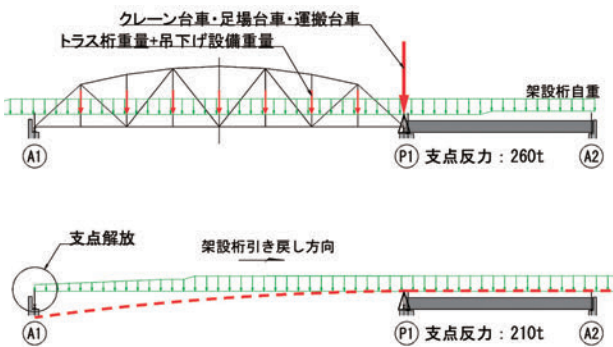 クレーン台車・足場台車・運搬台車
トラス桁重量+吊下げ設備重量
架設桁自重
A1
P1 支点反力：260t
A2
支点解放
架設桁引き戻し方向
A1
P1 支点反力：210t
A2